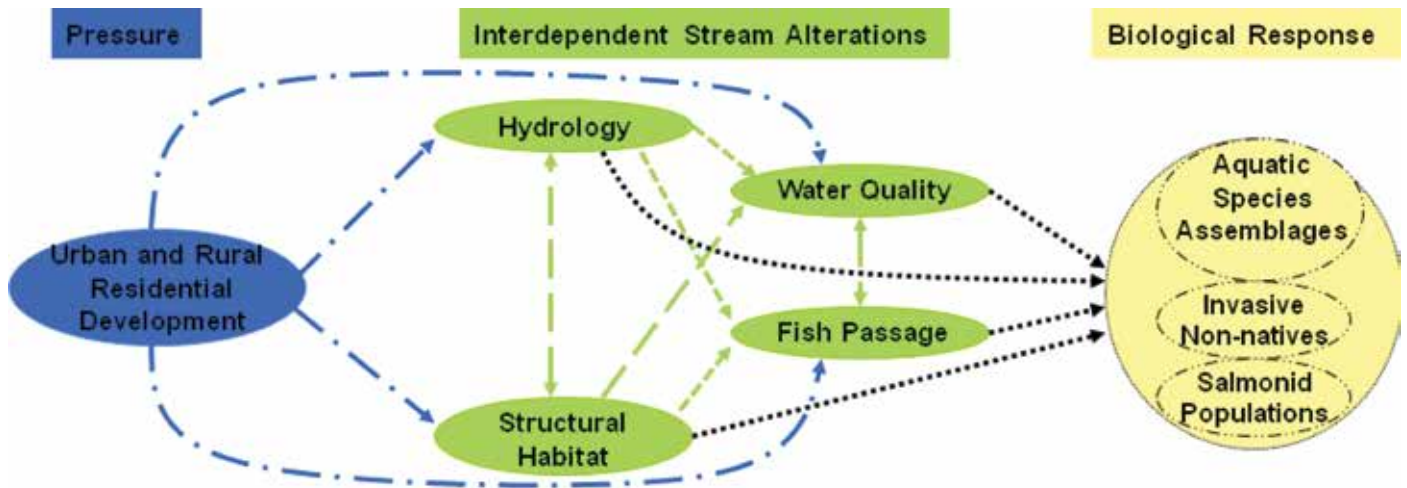 Pressure
Interdependent Stream Alterations
Biological Response
Hydrology
Water Quality
Urban and Rural
Residential
Development
Fish Passage
Structural
Habitat
Aquatic
Species
Assemblages
Invasive
Non-natives
Salmonid
Populations